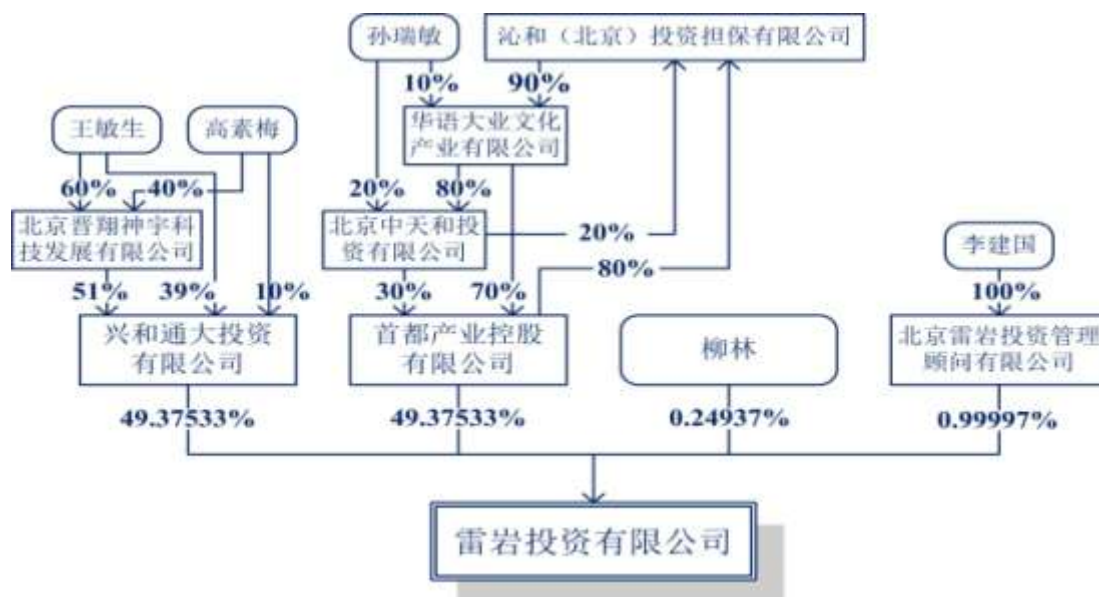 孙瑞敏
沁和（北京）投资担保有限公司
10%
90%
王敏生
高素梅
华语大业文化
产业有限公司
60%
40%
20%
80%
北京晋翔神宇科
技发展有限公司
北京中天和投
资有限公司
20%
80%
李建国
51%
39%
10%
30%
70%
100%
兴和通大投资
有限公司
首都产业控股
有限公司
柳林
北京雷岩投资管理
顾问有限公司
49.37533%
49.37533%
0.24937%
0.99997%
雷岩投资有限公司